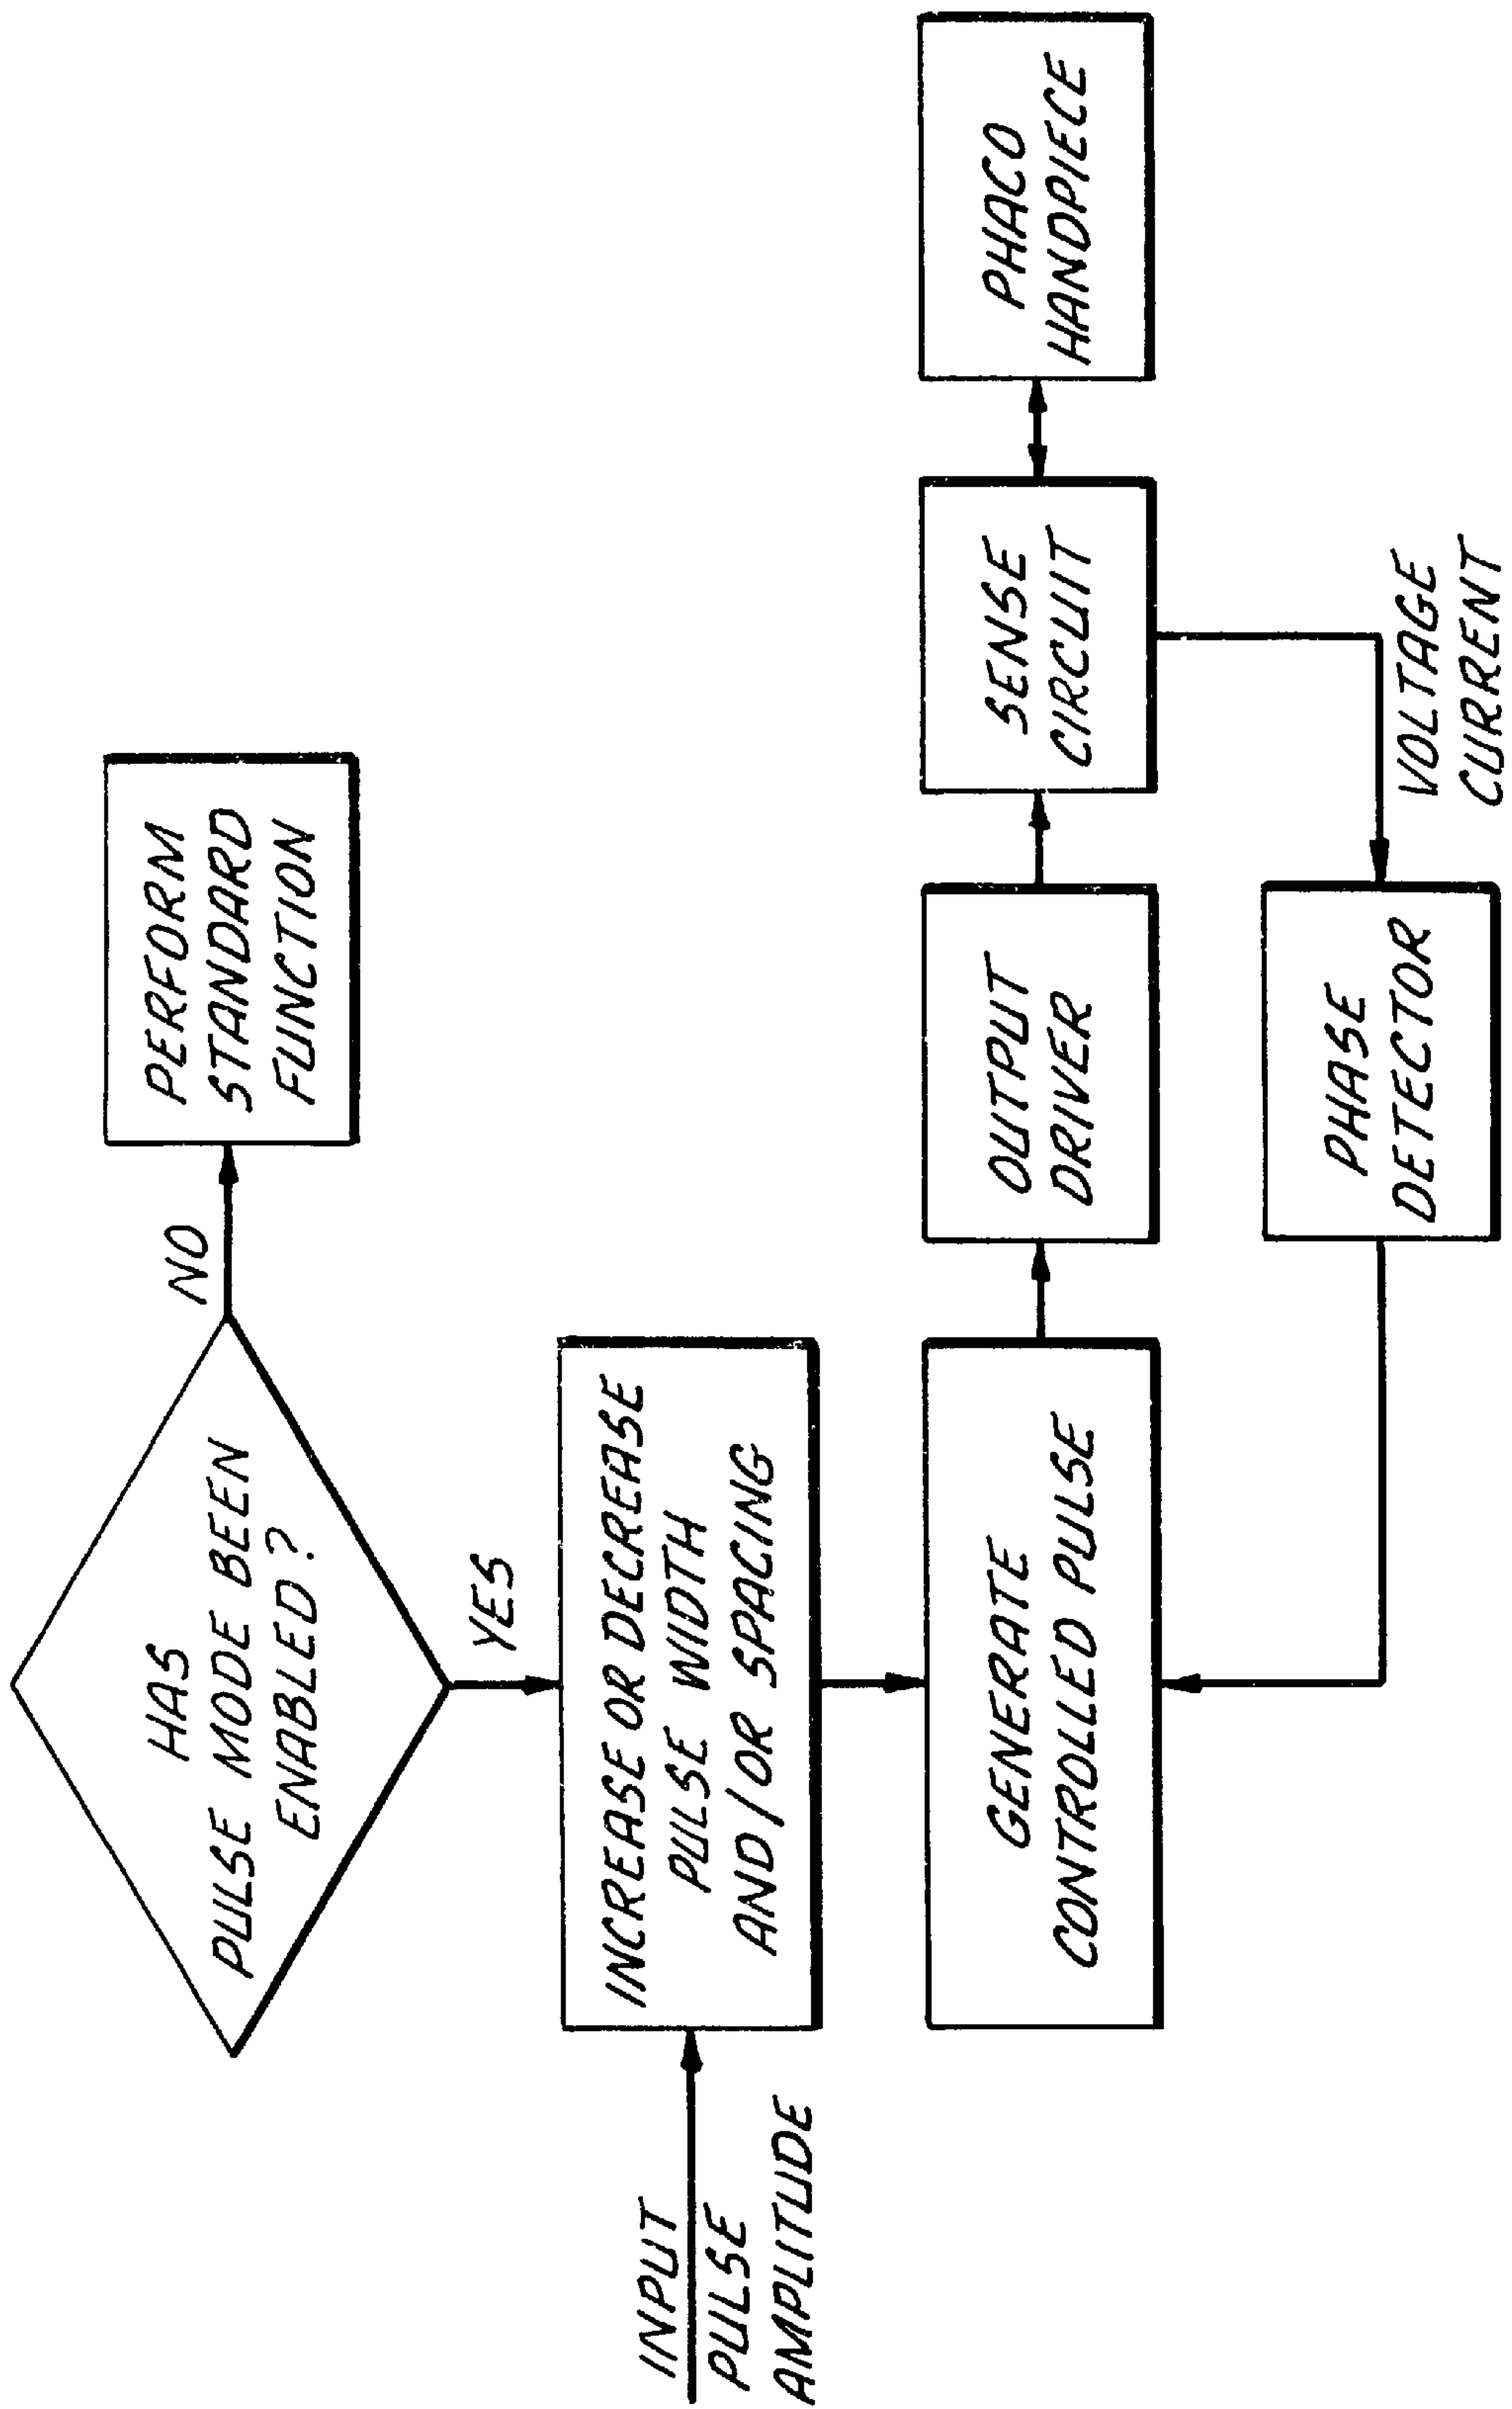 HAS
PULSE MODE BEEN
ENABLED?
NO
PERFORM
STANDARD
FUNCTION
YES
INPUT
PULSE
AMPLITUDE
INCREASE OR DECREASE
PULSE WIDTH
AND/OR SPACING
GENERATE
CONTROLLED PULSE
OUTPUT
DRIVER
SENSE
CIRCUIT
PHACO
HANDPIECE
PHASE
DETECTOR
VOLTAGE
CURRENT